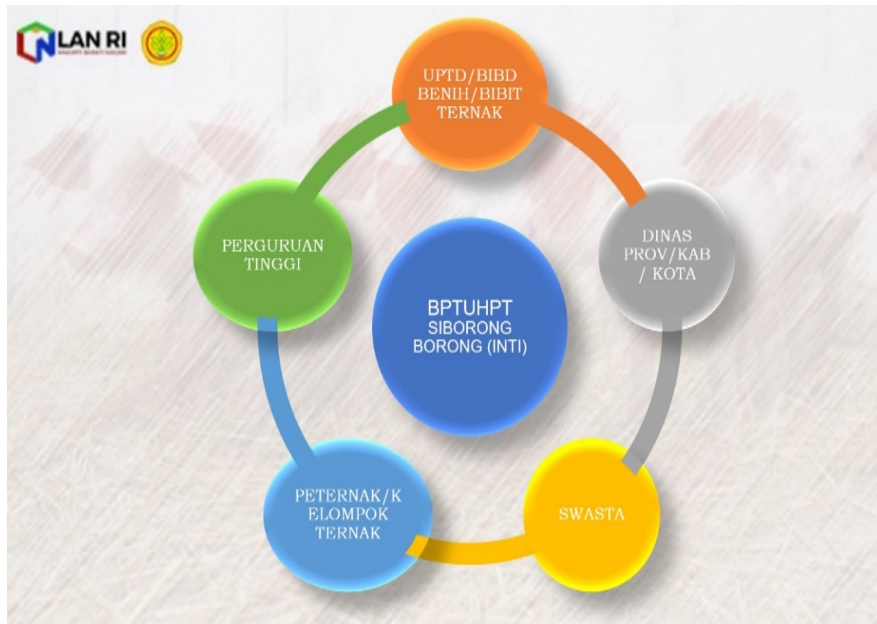 LAN RI
UPTD/BIBD
BENIH/BIBIT
TERNAK
PERGURUAN
TINGGI
DINAS
PROV/KAB
/ KOTA
BPTUHPT
SIBORONG
BORONG (INTI)
PETERNAK/K
ELOMPOK
TERNAK
SWASTA